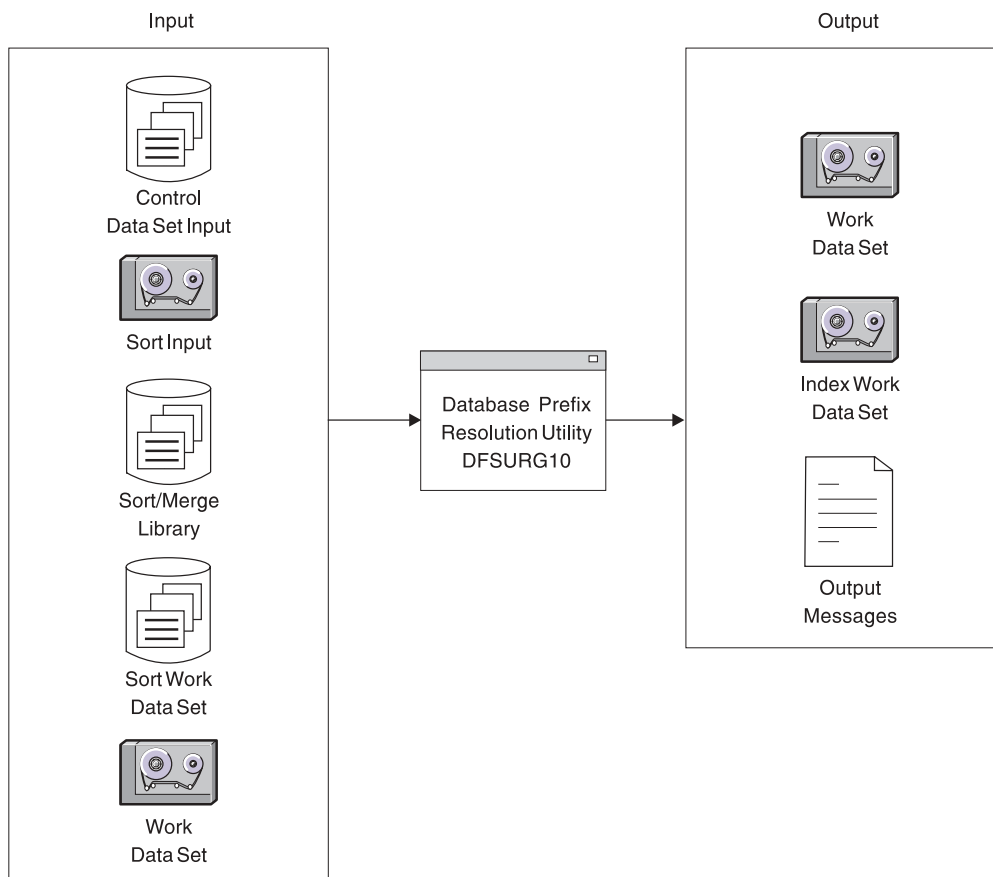 Input
Control
Data Set Input
Sort Input
Sort/Merge
Library
Sort Work
Data Set
Work
Data Set
Database Prefix
Resolution Utility
DFSURG10
Output
Work
Data Set
Index Work
Data Set
Output
Messages